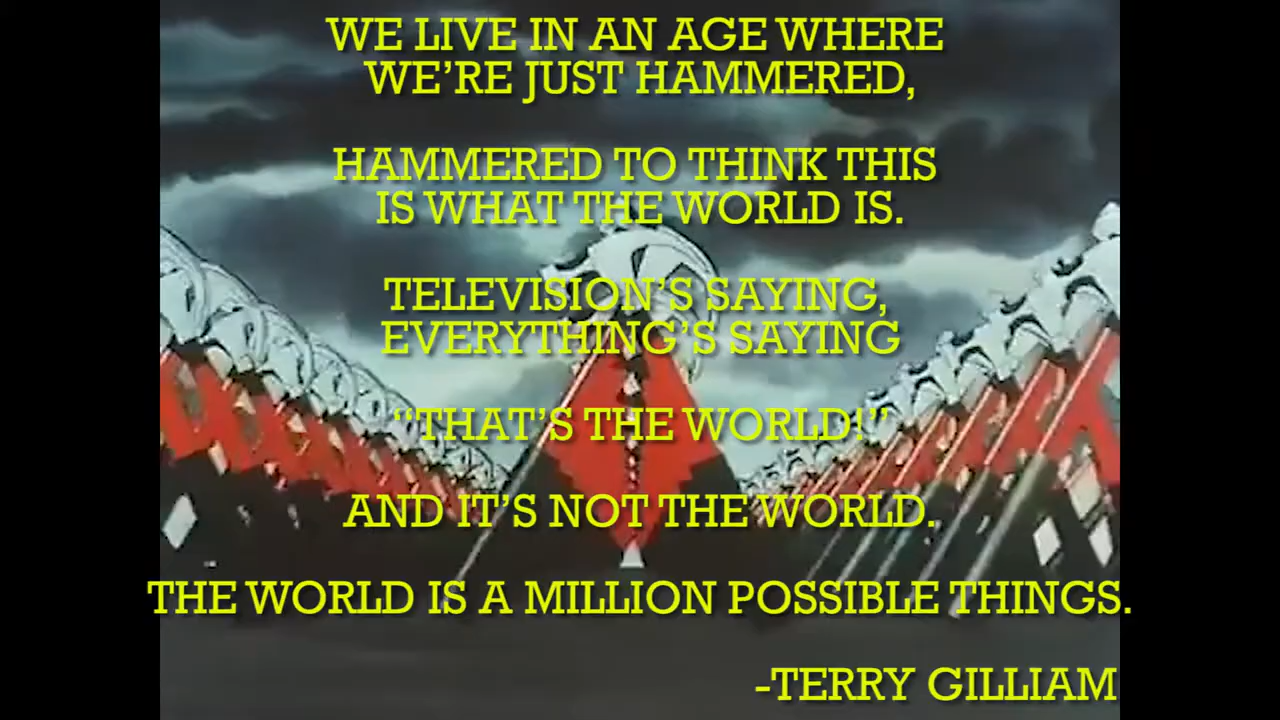 WE LIVE IN AN AGE WHERE
WE’RE JUST HAMMERED,
HAMMERED TO THINK THIS
IS WHAT THE WORLD IS.
TELEVISION’S SAYING,
EVERYTHING’S SAYING
“THAT’S THE WORLD!”
AND IT’S NOT THE WORLD.
THE WORLD IS A MILLION POSSIBLE THINGS.
-TERRY GILLIAM